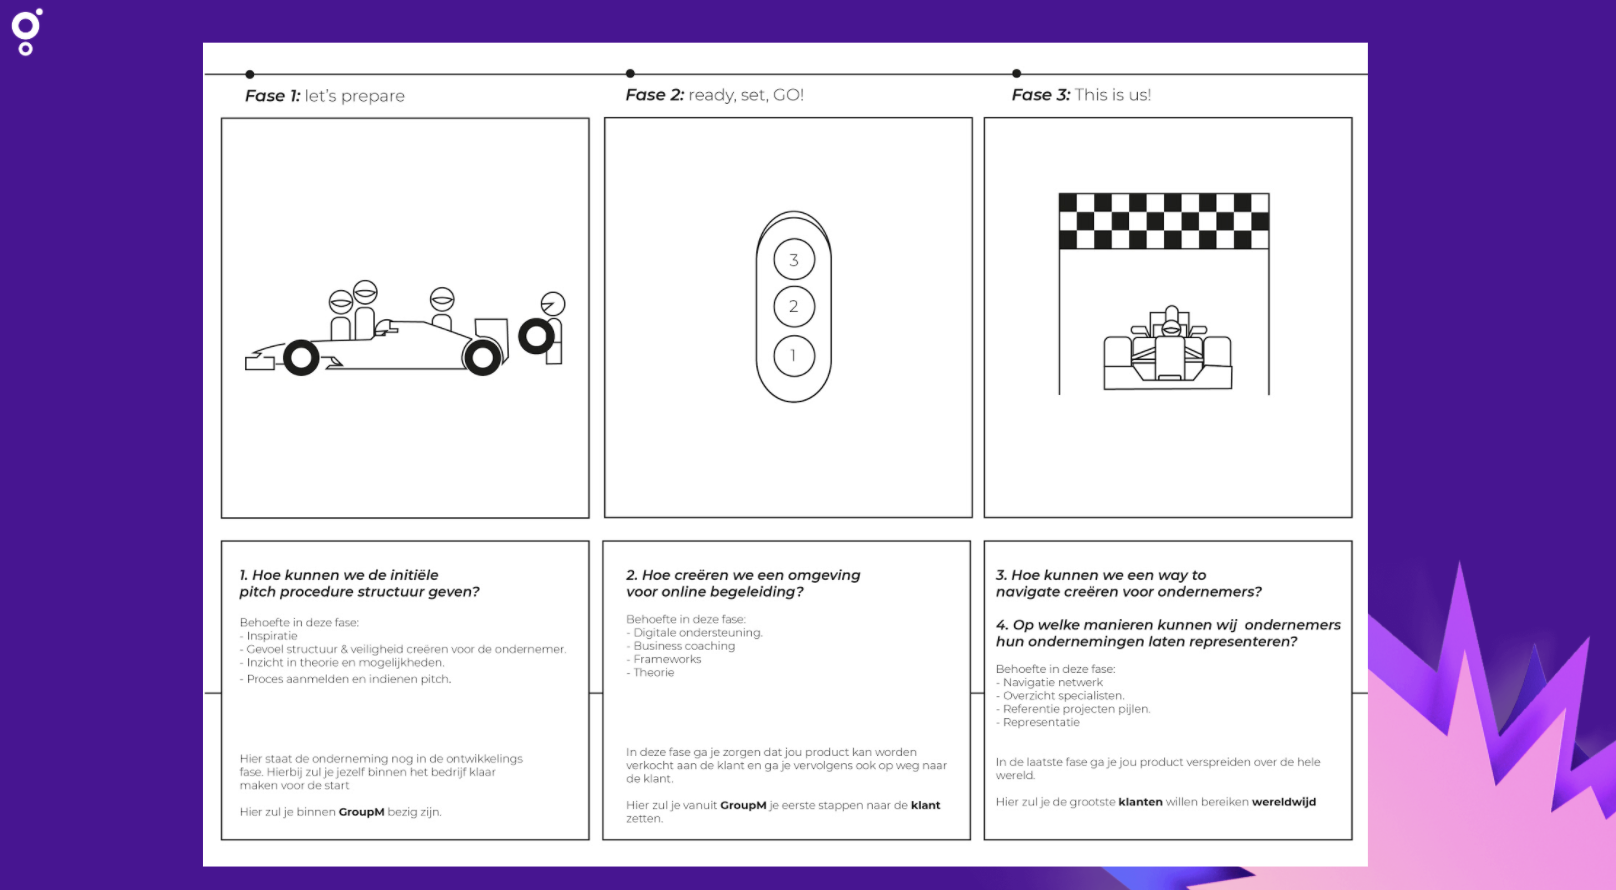 Fase 1: let's prepare
Fase 2: ready, set, GO!
Fase 3: This is us!
3
2
1
1. Hoe kunnen we de initiële
pitch procedure structuur geven?
Behoefte in deze fase:
- Inspiratie
- Gevoel structuur & veiligheid creëren voor de ondernemer.
- Inzicht in theorie en mogelijkheden.
- Proces aanmelden en indienen pitch.
Hier staat de onderneming nog in de ontwikkelings
fase. Hierbij zul je jezelf binnen het bedrijf klaar
maken voor de start
Hier zul je binnen GroupM bezig zijn.
2. Hoe creëren we een omgeving
voor online begeleiding?
Behoefte in deze fase:
- Digitale ondersteuning.
- Business coaching
- Frameworks
- Theorie
In deze fase ga je zorgen dat jou product kan worden
verkocht aan de klant en ga je vervolgens ook op weg naar
de klant.
Hier zul je vanuit GroupM je eerste stappen naar de klant
zetten.
3. Hoe kunnen we een way to
navigate creëren voor ondernemers?
4. Op welke manieren kunnen wij ondernemers
hun ondernemingen laten representeren?
Behoefte in deze fase:
- Navigatie netwerk
- Overzicht specialisten.
- Referentie projecten pijlen.
- Representatie
In de laatste fase ga je jou product verspreiden over de hele
wereld.
Hier zul je de grootste klanten willen bereiken wereldwijd